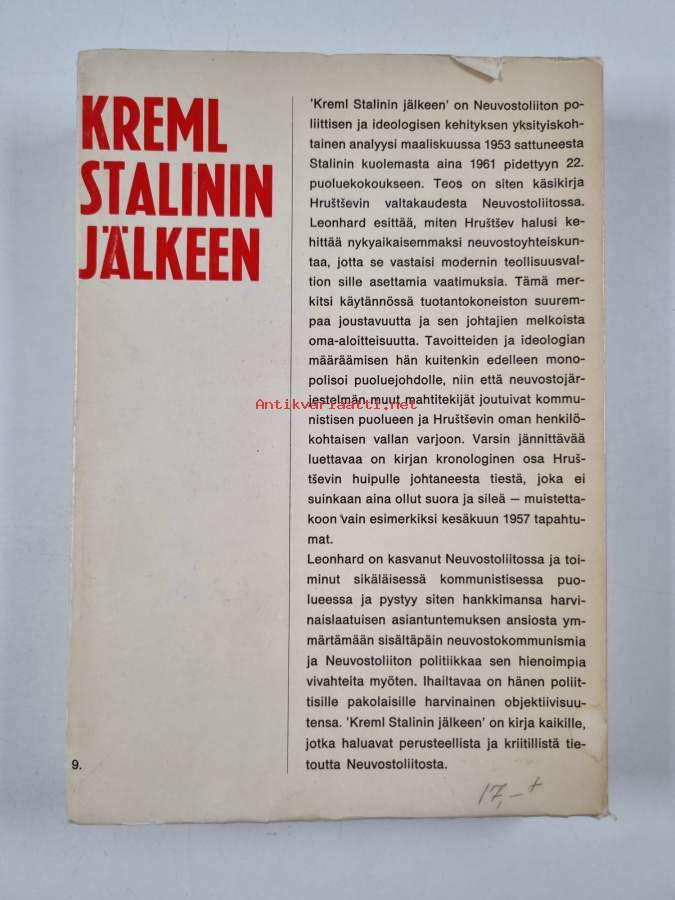 KREML
STALININ
JÄLKEEN
'Kreml Stalinin jälkeen' on Neuvostoliiton po-
liittisen ja ideologisen kehityksen yksityiskoh-
tainen analyysi maaliskuussa 1953 sattuneesta
Stalinin kuolemasta aina 1961 pidettyyn 22.
puoluekokoukseen. Teos on siten käsikirja
Hruštševin valtakaudesta Neuvostoliitossa.
Leonhard esittää, miten Hruštšev halusi ke-
hittää nykyaikaisemmaksi neuvostoyhteiskun-
taa, jotta se vastaisi modernin teollisuusval-
tion sille asettamia vaatimuksia. Tämä mer-
kitsi käytännössä tuotantokoneiston suurem-
paa joustavuutta ja sen johtajien melkoista
oma-aloitteisuutta. Tavoitteiden ja ideologian
määräämisen hän kuitenkin edelleen mono-
polisoi puoluejohdolle, niin että neuvostojär-
jestelmän muut mahtitekijät joutuivat kommu-
nistisen puolueen ja Hruštševin oman henkilö-
kohtaisen vallan varjoon. Varsin jännittävää
luettavaa on kirjan kronologinen osa Hruš-
tševin huipulle johtaneesta tiestä, joka ei
suinkaan aina ollut suora ja sileä — muistetta-
koon vain esimerkiksi kesäkuun 1957 tapahtu-
mat.
Leonhard on kasvanut Neuvostoliitossa ja toi-
minut sikäläisessä kommunistisessa puo-
lueessa ja pystyy siten hankkimansa harvi-
naislaatuisen asiantuntemuksen ansiosta ym-
märtämään sisältäpäin neuvostokommunismia
ja Neuvostoliiton politiikkaa sen hienoimpia
vivahteita myöten. Ihailtavaa on hänen poliit-
tisille pakolaisille harvinainen objektiivisuu-
tensa. 'Kreml Stalinin jälkeen' on kirja kaikille,
jotka haluavat perusteellista ja kriitillistä tie-
toutta Neuvostoliitosta.
9.
17,-+
Antikvariaatti.net